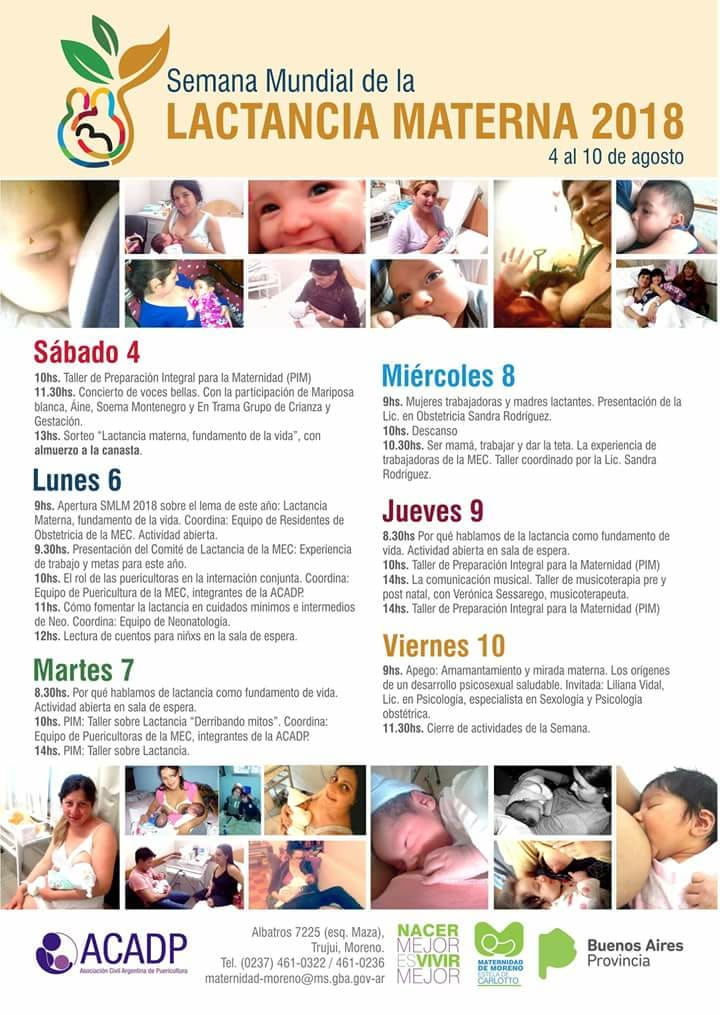 Semana Mundial de la
LACTANCIA MATERNA 2018
4 al 10 de agosto
Sábado 4
10hs. Taller de Preparación Integral para la Maternidad (PIM)
11.30hs. Concierto de voces bellas. Con la participación de Mariposa
blanca, Áine, Soema Montenegro y En Trama Grupo de Crianza y
Gestación.
13hs. Sorteo “Lactancia materna, fundamento de la vida”, con
almuerzo a la canasta.
Lunes 6
9hs. Apertura SMLM 2018 sobre el lema de este año: Lactancia
Materna, fundamento de la vida. Coordina: Equipo de Residentes de
Obstetricia de la MEC. Actividad abierta.
9.30hs. Presentación del Comité de Lactancia de la MEC: Experiencia
de trabajo y metas para este año.
10hs. El rol de las puericultoras en la internación conjunta. Coordina:
Equipo de Puericultura de la MEC, integrantes de la ACADP.
11hs. Cómo fomentar la lactancia en cuidados mínimos e intermedios
de Neo. Coordina: Equipo de Neonatología.
12hs. Lectura de cuentos para niñxs en la sala de espera.
Martes 7
8.30hs. Por qué hablamos de lactancia como fundamento de vida.
Actividad abierta en sala de espera.
10hs. PIM: Taller sobre Lactancia “Derribando mitos”. Coordina:
Equipo de Puericultoras de la MEC, integrantes de la ACADP.
14hs. PIM: Taller sobre Lactancia.
Miércoles 8
9hs. Mujeres trabajadoras y madres lactantes. Presentación de la
Lic. en Obstetricia Sandra Rodríguez.
10hs. Descanso
10.30hs. Ser mamá, trabajar y dar la teta. La experiencia de
trabajadoras de la MEC. Taller coordinado por la Lic. Sandra
Rodriguez.
Jueves 9
8.30hs Por qué hablamos de la lactancia como fundamento de
vida. Actividad abierta en sala de espera.
10hs. Taller de Preparación Integral para la Maternidad (PIM)
14hs. La comunicación musical. Taller de musicoterapia pre y
post natal, con Verónica Sessarego, musicoterapeuta.
14hs. Taller de Preparación Integral para la Maternidad (PIM)
Viernes 10
9hs. Apego: Amamantamiento y mirada materna. Los orígenes
de un desarrollo psicosexual saludable. Invitada: Liliana Vidal,
Lic. en Psicología, especialista en Sexología y Psicología
obstétrica.
11.30hs. Cierre de actividades de la Semana.
ACADP
Asociación Civil Argentina de Puericultura
Albatros 7225 (esq. Maza),
Trujui, Moreno.
Tel. (0237) 461-0322 / 461-0236
maternidad-moreno@ms.gba.gov-ar
NACER
MEJOR
ESVIVIR
MEJOR
MATERNIDAD
DE MORENO
ESTELA DE
CARLOTTO
Buenos Aires
Provincia